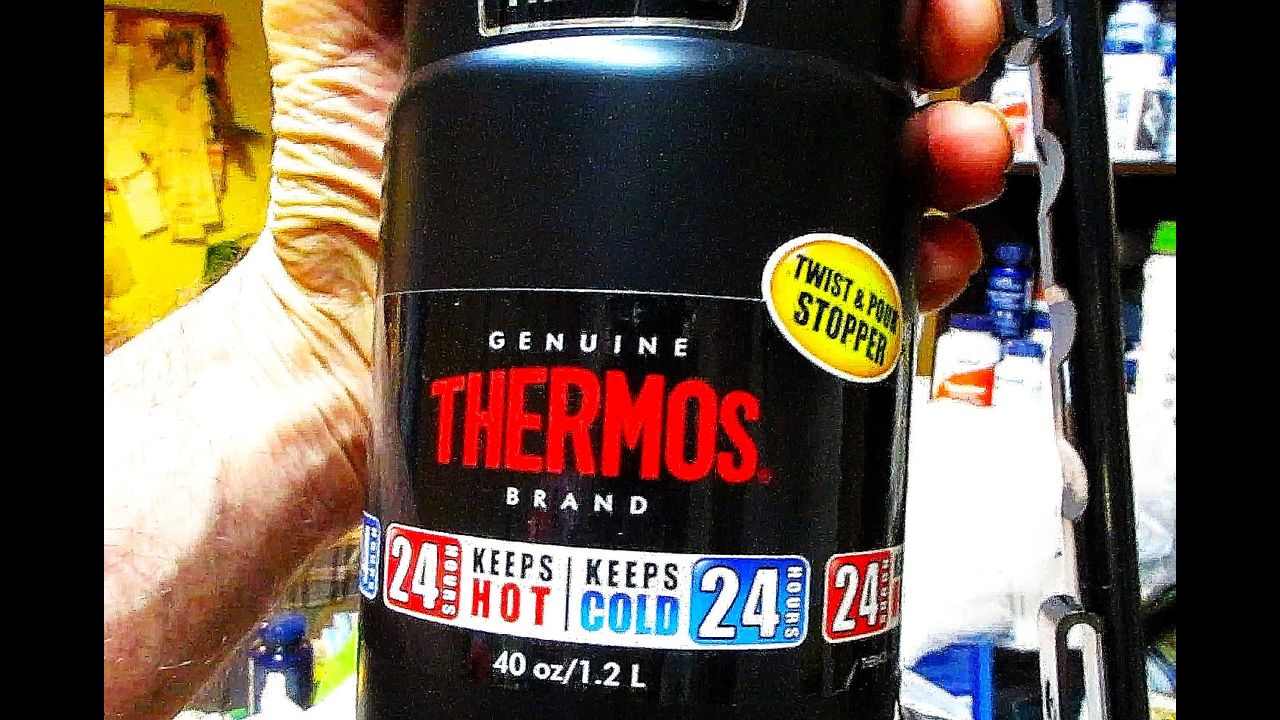 TWIST & POUR
STOPPER
GENUINE
THERMOS
BRAND
24 HOURS KEEPS HOT | KEEPS COLD 24 HOURS 24 HOURS
40 oz/1.2 L